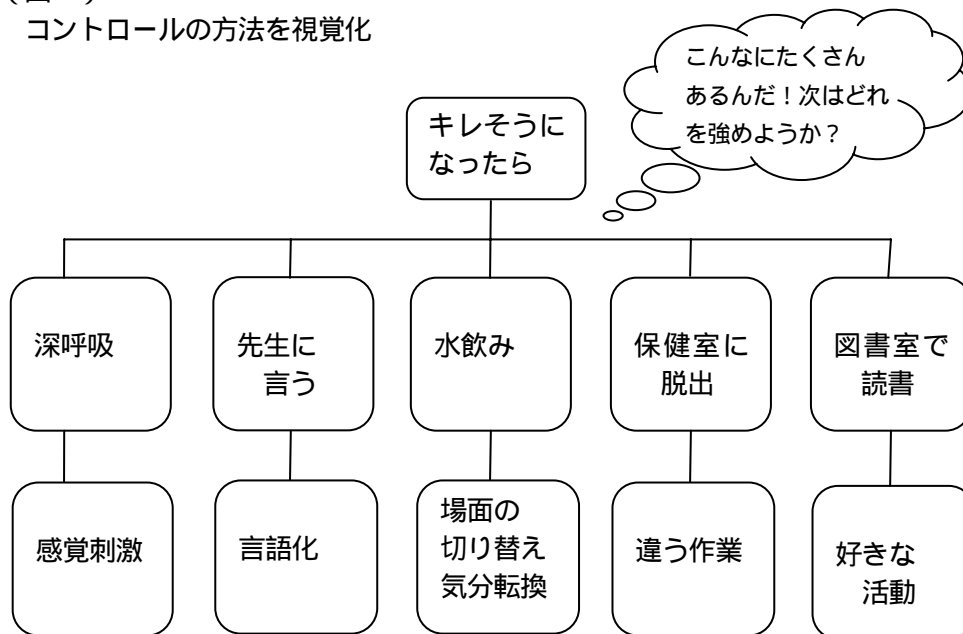 コントロールの方法を視覚化
こんなにたくさん
あるんだ！次はどれ
を強めようか？
キレそうに
なったら
深呼吸
先生に
言う
水飲み
保健室に
脱出
図書室で
読書
感覚刺激
言語化
場面の
切り替え
気分転換
違う作業
好きな
活動